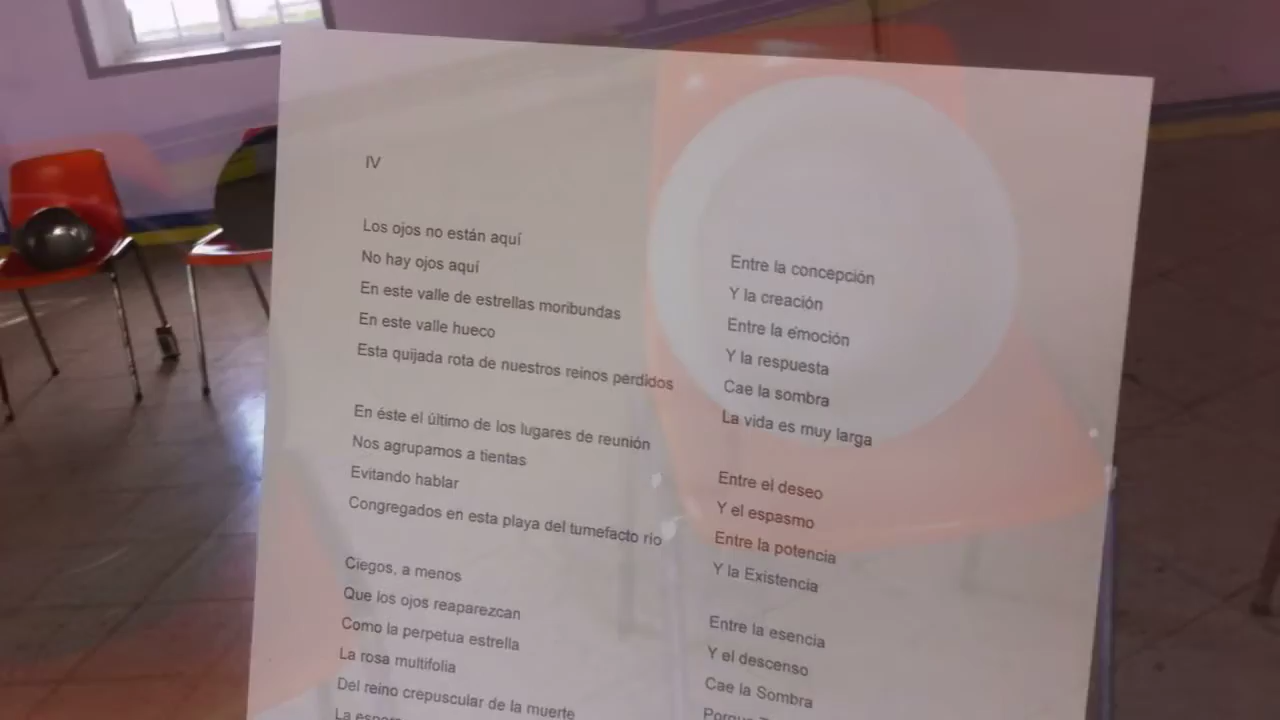 IV
Los ojos no están aquí
No hay ojos aquí
En este valle de estrellas moribundas
En este valle hueco
Esta quijada rota de nuestros reinos perdidos
En éste el último de los lugares de reunión
Nos agrupamos a tientas
Evitando hablar
Congregados en esta playa del tumefacto río
Ciegos, a menos
Que los ojos reaparezcan
Como la perpetua estrella
La rosa multifolia
Del reino crepuscular de la muerte
La
Entre la concepción
Y la creación
Entre la emoción
Y la respuesta
Cae la sombra
La vida es muy larga
Entre el deseo
Y el espasmo
Entre la potencia
Y la Existencia
Entre la esencia
Y el descenso
Cae la Sombra
Porque